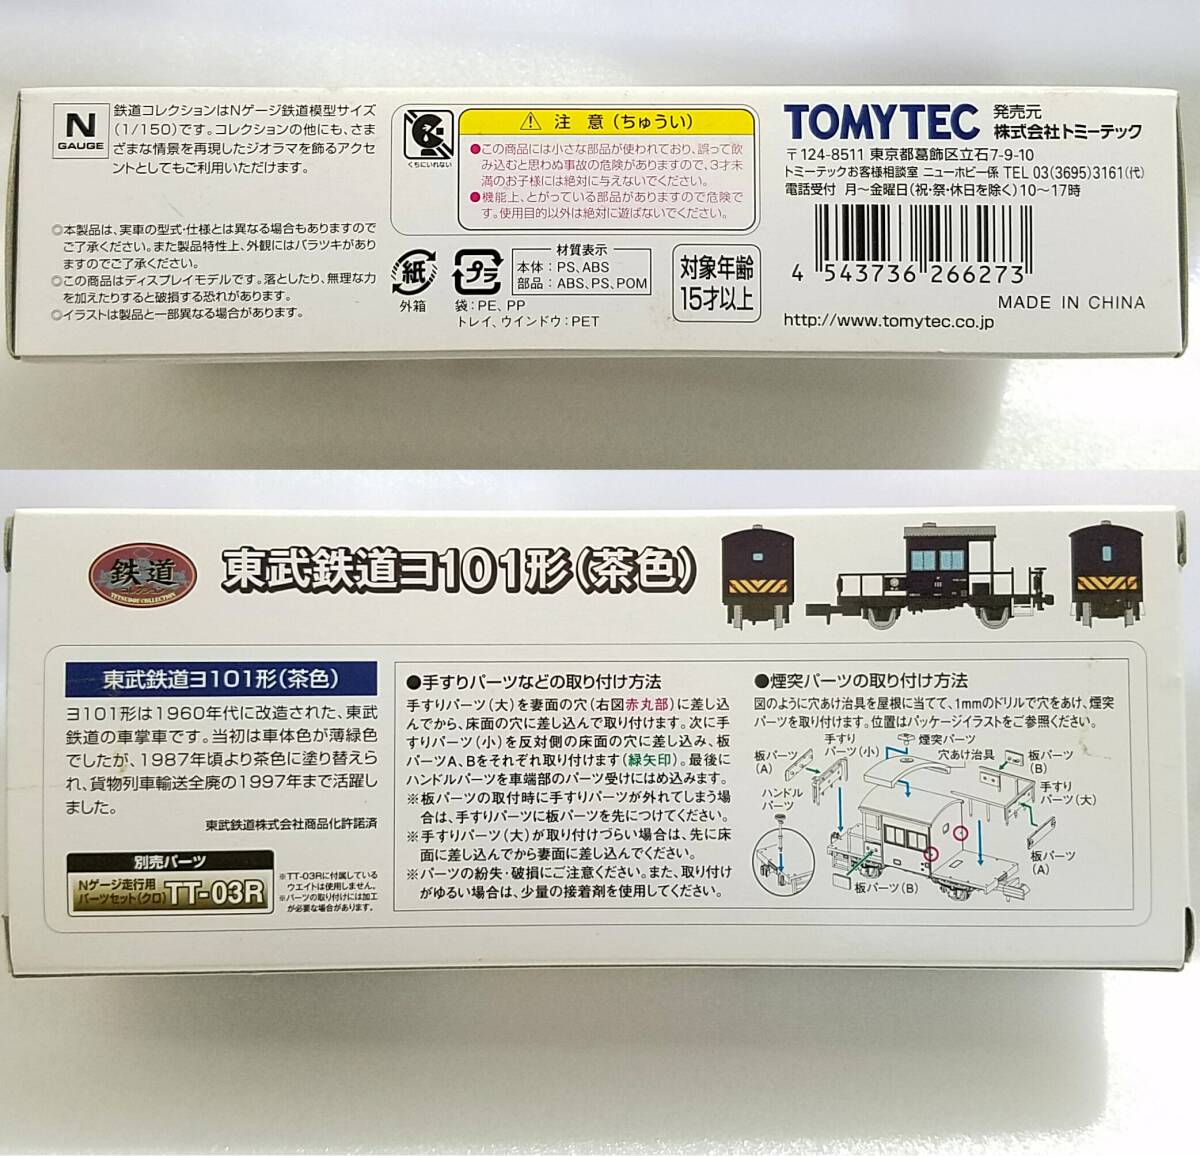 N
GAUGE
鉄道コレクションはNゲージ鉄道模型サイズ
(1/150)です。コレクションの他にも、さま
ざまな情景を再現したジオラマを飾るアクセ
ントとしてもご利用いただけます。
◎本製品は、実車の型式・仕様とは異なる場合もありますので
ご了承ください。また製品特性上、外観にはバラツキがあり
ますのでご了承ください。
◎この商品はディスプレイモデルです。落としたり、無理な力
を加えたりすると破損する恐れがあります。
◎イラストは製品と一部異なる場合があります。
くちにいれない
⚠ 注 意(ちゅうい)
●この商品には小さな部品が使われており、誤って飲
み込むと思わぬ事故の危険がありますので、3才未
満のお子様には絶対に与えないでください。
●機能上、とがっている部品がありますので危険で
す。使用目的以外は絶対に遊ばないでください。
紙
外箱
プラ
材質表示
本体：PS、ABS
部品：ABS、PS、POM
袋：PE、PP
トレイ、ウインドウ：PET
対象年齢
15才以上
TOMYTEC
発売元
株式会社トミーテック
〒124-8511 東京都葛飾区立石7-9-10
トミーテックお客様相談室 ニューホビー係 TEL 03(3695)3161(代)
電話受付 月〜金曜日(祝・祭・休日を除く)10〜17時
4 543736 266273
MADE IN CHINA
http://www.tomytec.co.jp
鉄道
コレクション
TETSUDOU COLLECTION
東武鉄道ヨ101形(茶色)
東武鉄道ヨ101形(茶色)
ヨ101形は1960年代に改造された、東武
鉄道の車掌車です。当初は車体色が薄緑色
でしたが、1987年頃より茶色に塗り替えら
れ、貨物列車輸送全廃の1997年まで活躍し
ました。
東武鉄道株式会社商品化許諾済
別売パーツ
Nゲージ走行用
パーツセット(クロ)
TT-03R
※TT-03Rに付属している
ウエイトは使用しません。
※パーツの取り付けには加工
が必要な場合があります。
●手すりパーツなどの取り付け方法
手すりパーツ(大)を妻面の穴(右図赤丸部)に差し込
んでから、床面の穴に差し込んで取り付けます。次に手
すりパーツ(小)を反対側の床面の穴に差し込み、板
パーツA、Bをそれぞれ取り付けます(緑矢印)。最後に
ハンドルパーツを車端部のパーツ受けにはめ込みます。
※板パーツの取付時に手すりパーツが外れてしまう場
合は、手すりパーツに板パーツを先につけてください。
※手すりパーツ(大)が取り付けづらい場合は、先に床
面に差し込んでから妻面に差し込んでください。
※パーツの紛失・破損にご注意ください。また、取り付け
がゆるい場合は、少量の接着剤を使用してください。
●煙突パーツの取り付け方法
図のように穴あけ治具を屋根に当てて、1mmのドリルで穴をあけ、煙突
パーツを取り付けます。位置はパッケージイラストをご参照ください。
手すり
パーツ(小)
煙突パーツ
穴あけ治具
板パーツ
(A)
板パーツ
(B)
ハンドル
パーツ
手すり
パーツ(大)
板パーツ
(A)
板パーツ(B)